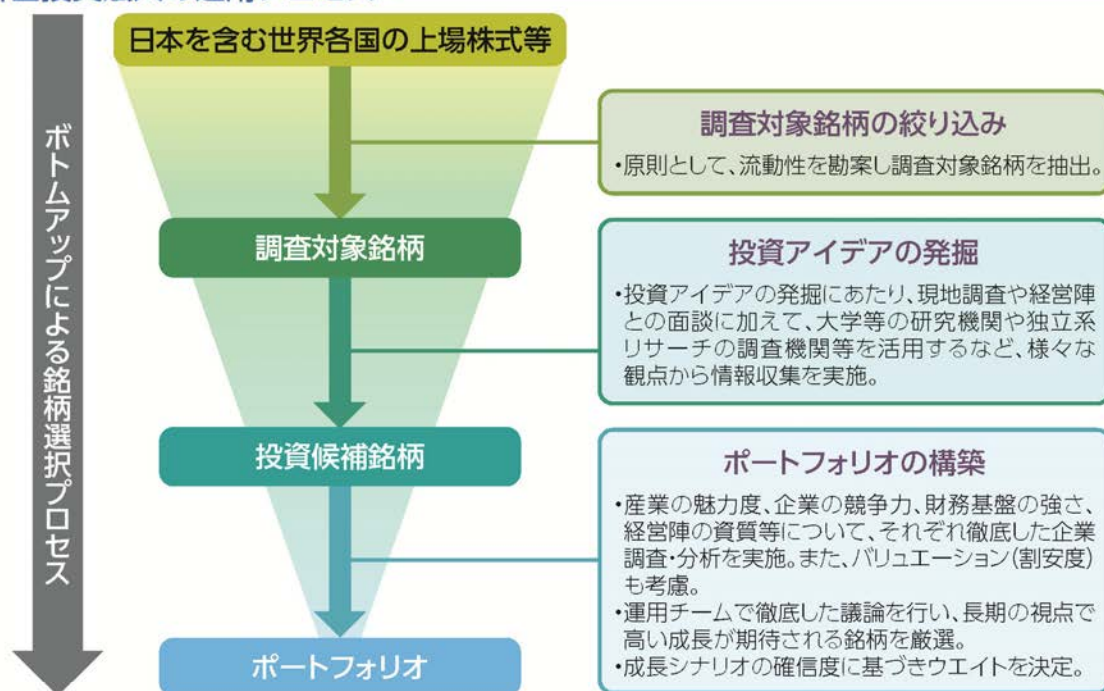 日本を含む世界各国の上場株式等
ボトムアップによる銘柄選択プロセス
調査対象銘柄の絞り込み
・原則として、流動性を勘案し調査対象銘柄を抽出。
調査対象銘柄
投資アイデアの発掘
・投資アイデアの発掘にあたり、現地調査や経営陣
との面談に加えて、大学等の研究機関や独立系
リサーチの調査機関等を活用するなど、様々な
観点から情報収集を実施。
投資候補銘柄
ポートフォリオの構築
・産業の魅力度、企業の競争力、財務基盤の強さ、
経営陣の資質等について、それぞれ徹底した企業
調査・分析を実施。また、バリュエーション(割安度)
も考慮。
・運用チームで徹底した議論を行い、長期の視点で
高い成長が期待される銘柄を厳選。
・成長シナリオの確信度に基づきウエイトを決定。
ポートフォリオ